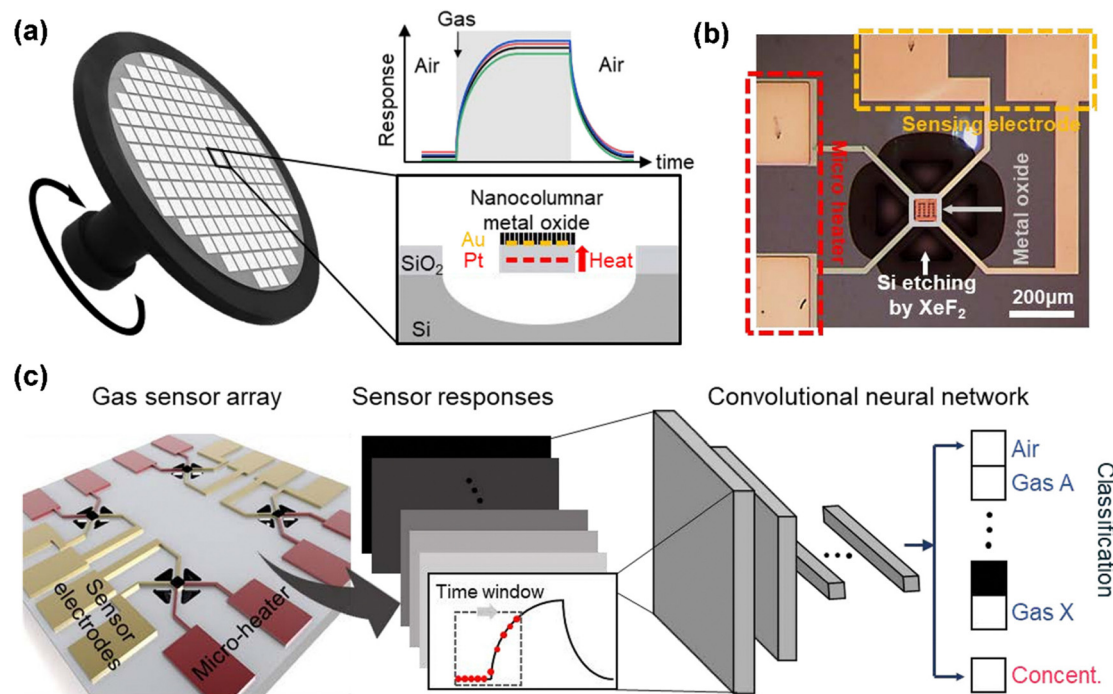 (a)
Gas
Air
Air
Response
time
Nanocolumnar
metal oxide
Au
SiO₂
Pt
Heat
Si
(b)
Sensing electrode
Micro heater
Metal oxide
Si etching
by XeF₂
200μm
(c)
Gas sensor array
Sensor responses
Convolutional neural network
Sensor
electrodes
Micro-heater
Time window
Air
Gas A
Gas X
Concent.
Classification